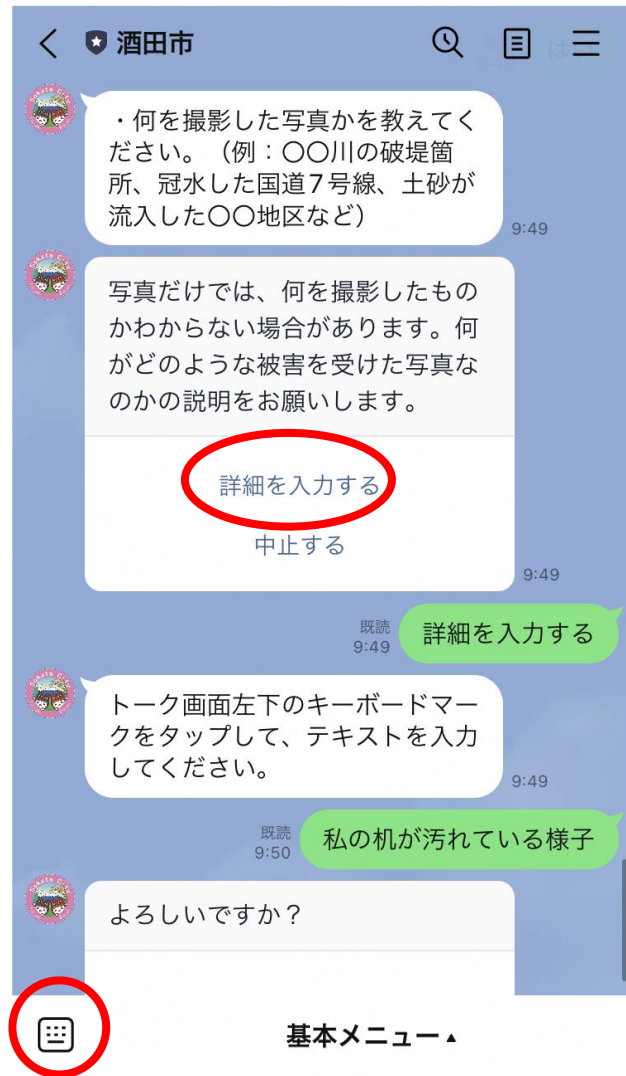 酒田市
・何を撮影した写真かを教えてく
ださい。（例：〇〇川の破堤箇
所、冠水した国道7号線、土砂が
流入した〇〇地区など）
9:49
写真だけでは、何を撮影したもの
かわからない場合があります。何
がどのような被害を受けた写真な
のかの説明をお願いします。
詳細を入力する
中止する
9:49
既読
9:49
詳細を入力する
トーク画面左下のキーボードマー
クをタップして、テキストを入力
してください。
9:49
既読
9:50
私の机が汚れている様子
よろしいですか？
基本メニュー▲